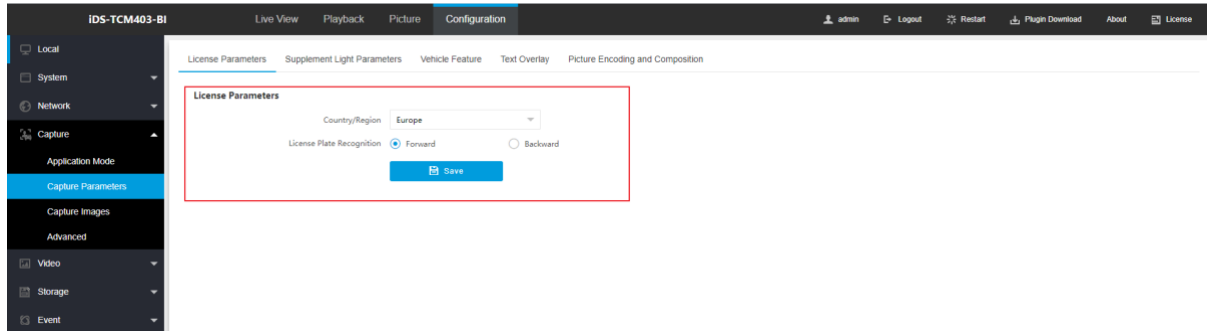 iDS-TCM403-BI Live View Playback Picture Configuration admin Logout Restart Plugin Download About License
Local
System
Network
Capture
Application Mode
Capture Parameters
Capture Images
Advanced
Video
Storage
Event
License Parameters Supplement Light Parameters Vehicle Feature Text Overlay Picture Encoding and Composition
License Parameters
Country/Region Europe
License Plate Recognition Forward Backward
Save